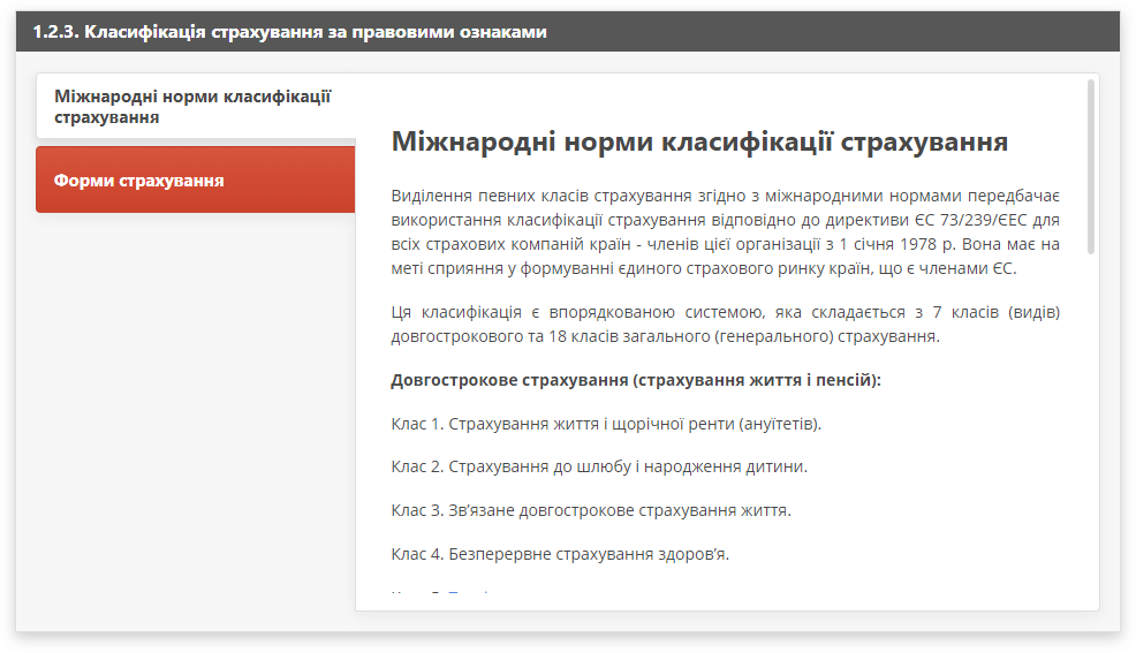 1.2.3. Класифікація страхування за правовими ознаками
Міжнародні норми класифікації
страхування
Форми страхування
Міжнародні норми класифікації страхування
Виділення певних класів страхування згідно з міжнародними нормами передбачає
використання класифікації страхування відповідно до директиви ЄС 73/239/ЄЕС для
всіх страхових компаній країн - членів цієї організації з 1 січня 1978 р. Вона має на
меті сприяння у формуванні єдиного страхового ринку країн, що є членами ЄС.
Ця класифікація є впорядкованою системою, яка складається з 7 класів (видів)
довгострокового та 18 класів загального (генерального) страхування.
Довгострокове страхування (страхування життя і пенсій):
Клас 1. Страхування життя і щорічної ренти (ануїтетів).
Клас 2. Страхування до шлюбу і народження дитини.
Клас 3. Зв’язане довгострокове страхування життя.
Клас 4. Безперервне страхування здоров’я.